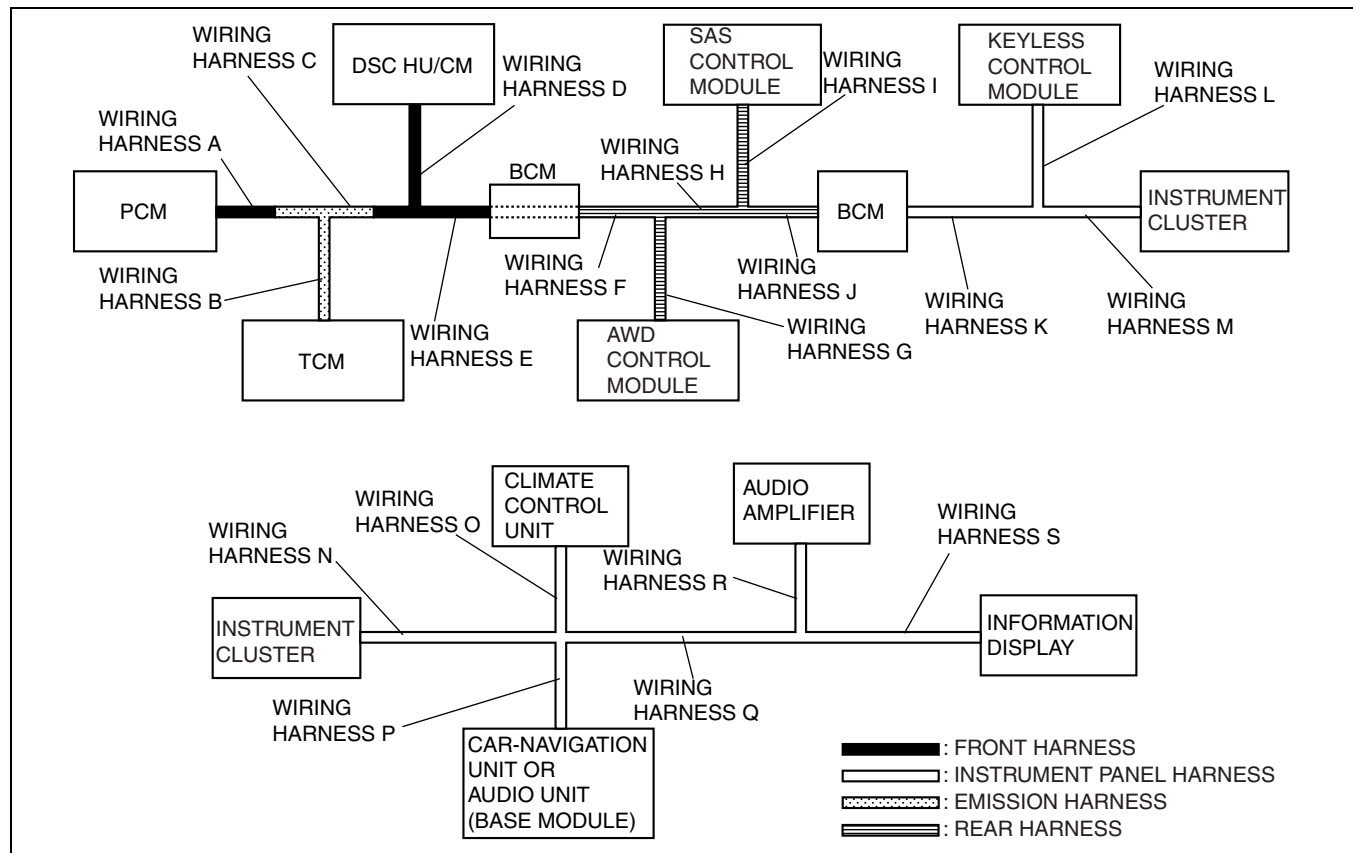 WIRING
HARNESS C
DSC HU/CM
WIRING
HARNESS D
SAS
CONTROL
MODULE
WIRING
HARNESS I
KEYLESS
CONTROL
MODULE
WIRING
HARNESS L
WIRING
HARNESS A
BCM
WIRING
HARNESS H
PCM
BCM
INSTRUMENT
CLUSTER
WIRING
HARNESS B
WIRING
HARNESS F
WIRING
HARNESS J
WIRING
HARNESS K
WIRING
HARNESS M
TCM
WIRING
HARNESS E
AWD
CONTROL
MODULE
WIRING
HARNESS G
CLIMATE
CONTROL
UNIT
AUDIO
AMPLIFIER
WIRING
HARNESS O
WIRING
HARNESS S
WIRING
HARNESS N
WIRING
HARNESS R
INSTRUMENT
CLUSTER
INFORMATION
DISPLAY
WIRING
HARNESS P
WIRING
HARNESS Q
CAR-NAVIGATION
UNIT OR
AUDIO UNIT
(BASE MODULE)
: FRONT HARNESS
: INSTRUMENT PANEL HARNESS
: EMISSION HARNESS
: REAR HARNESS